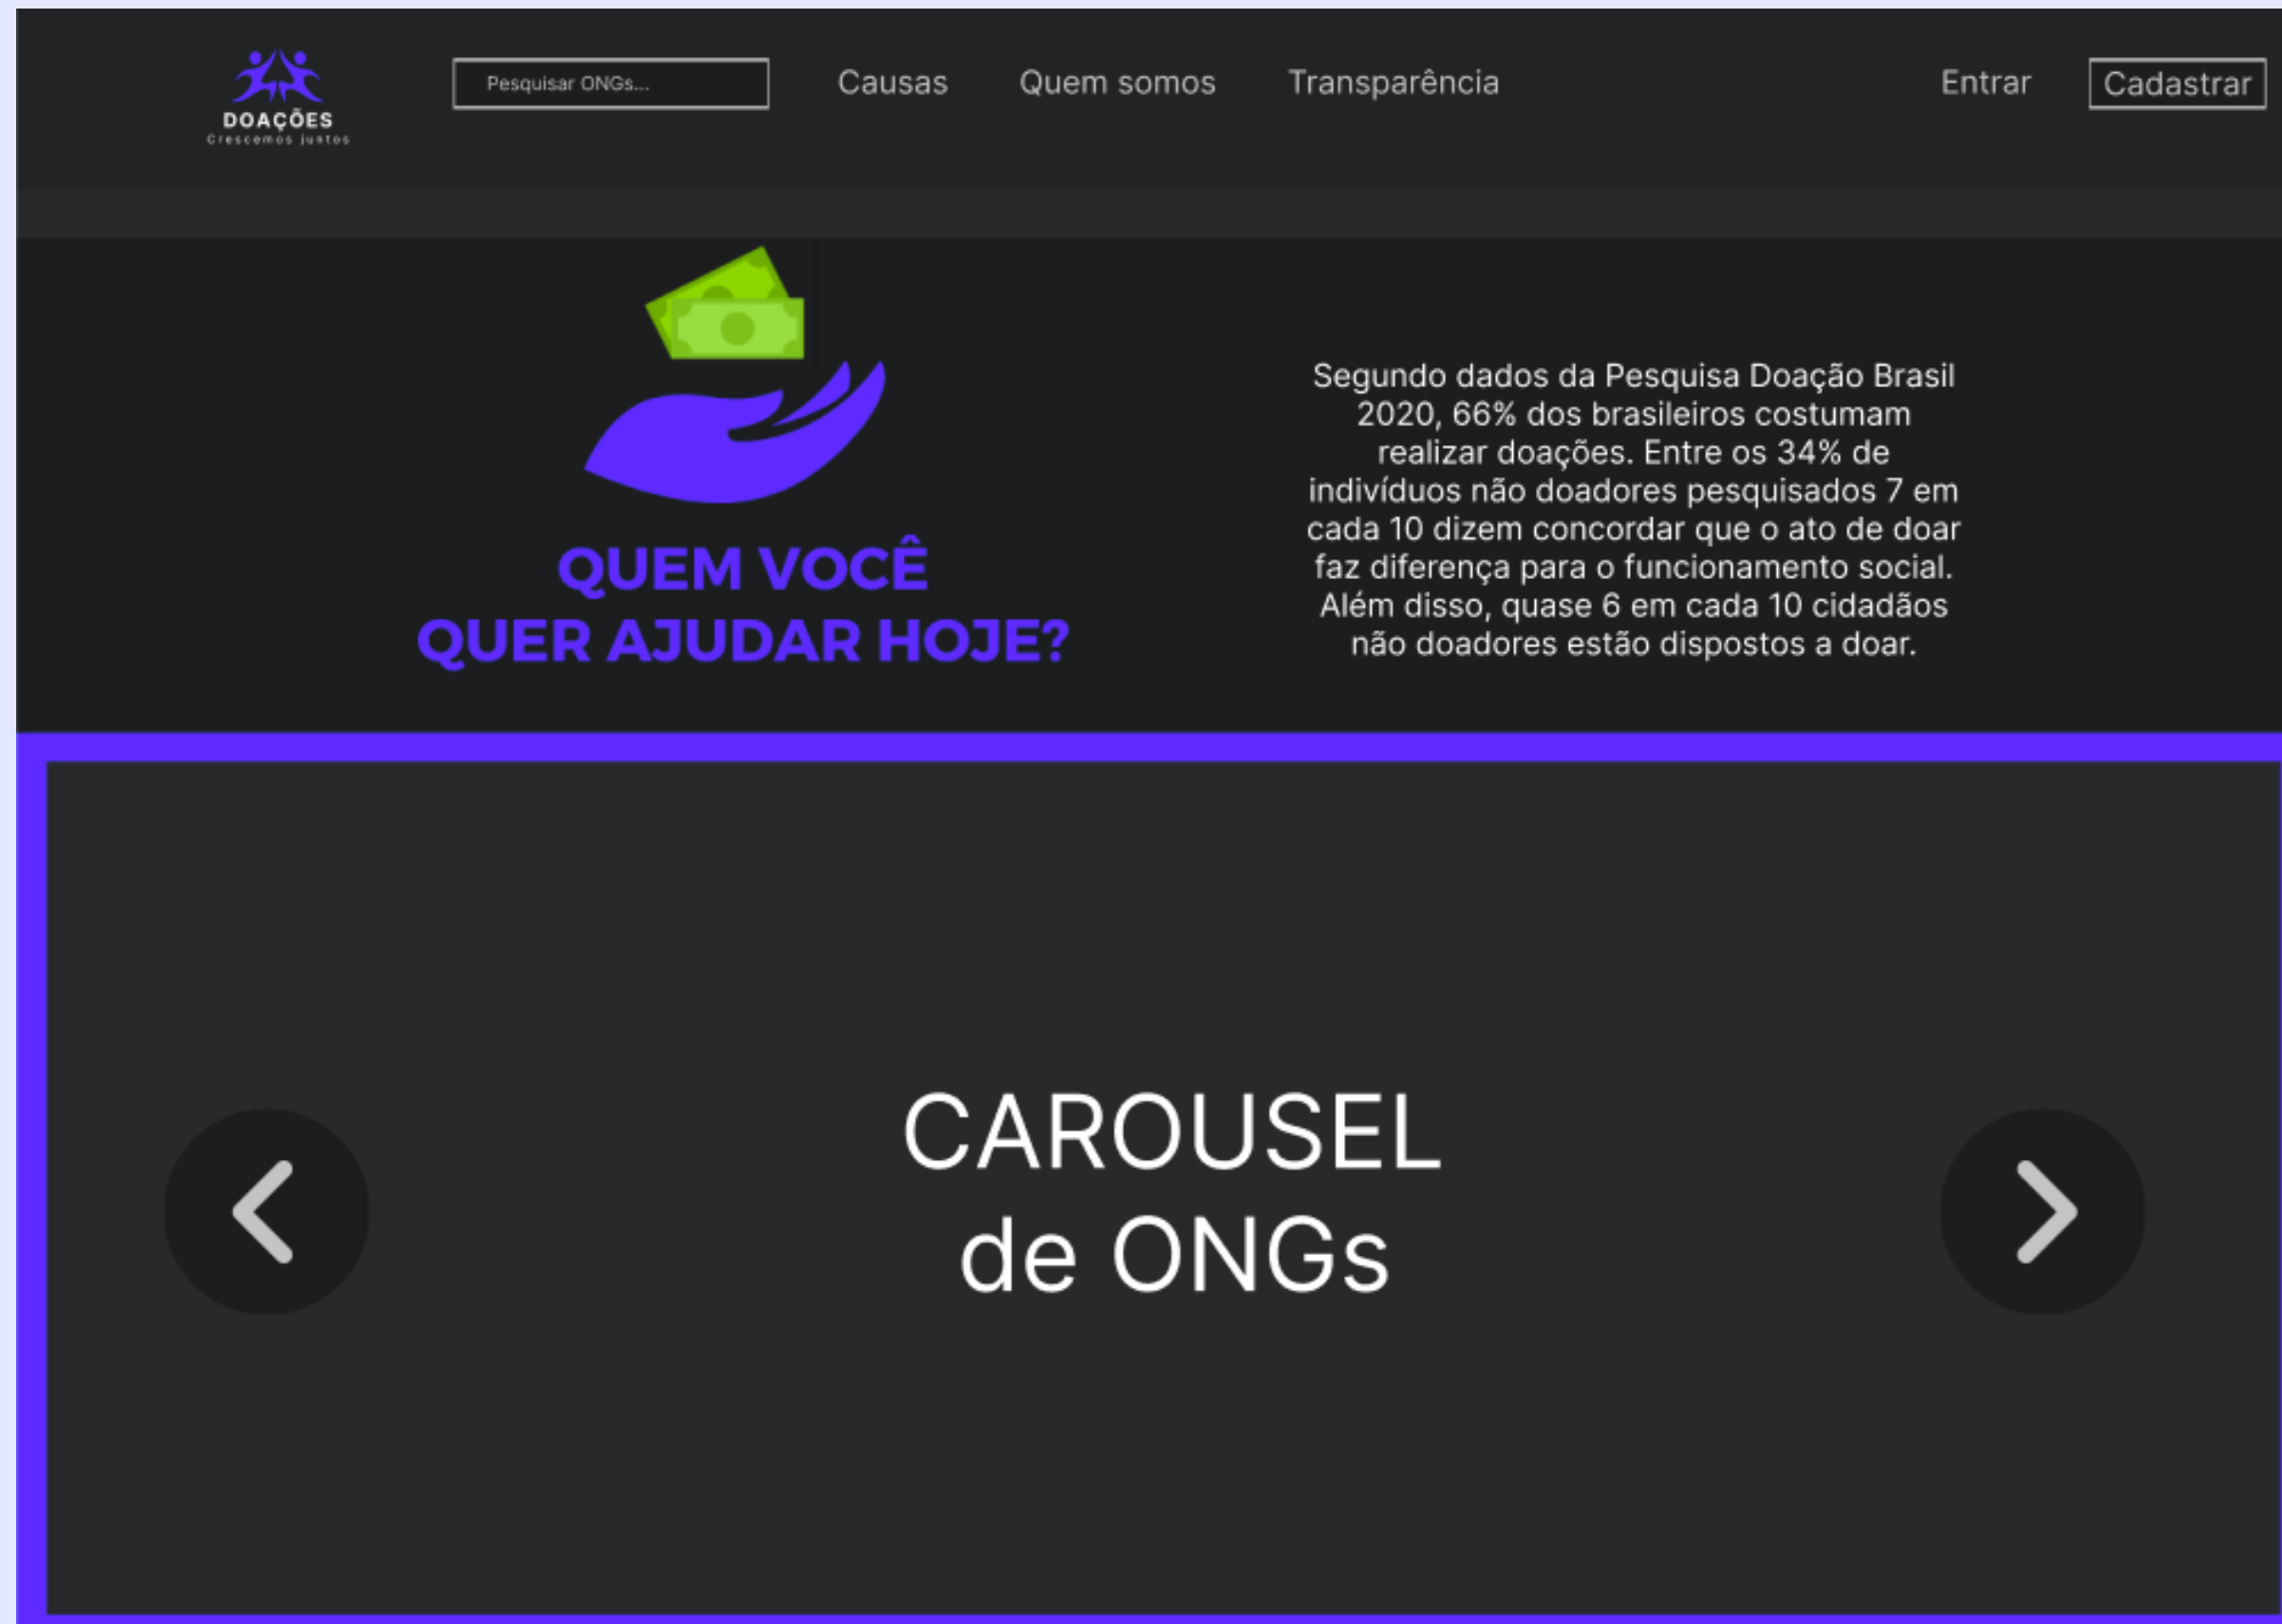 DOAÇÕES
Crescemos juntos
Pesquisar ONGs...
Causas
Quem somos
Transparência
Entrar
Cadastrar
QUEM VOCÊ
QUER AJUDAR HOJE?
Segundo dados da Pesquisa Doação Brasil
2020, 66% dos brasileiros costumam
realizar doações. Entre os 34% de
indivíduos não doadores pesquisados 7 em
cada 10 dizem concordar que o ato de doar
faz diferença para o funcionamento social.
Além disso, quase 6 em cada 10 cidadãos
não doadores estão dispostos a doar.
CAROUSEL
de ONGs